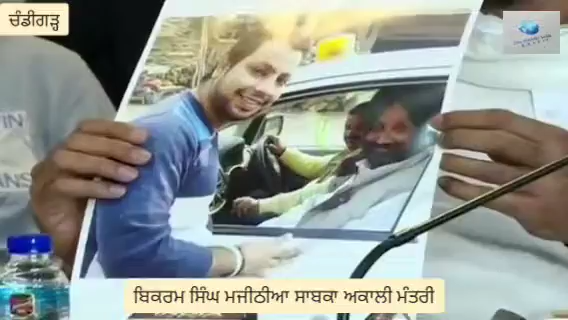 ਚੰਡੀਗੜ੍ਹ
ਬਿਕਰਮ ਸਿੰਘ ਮਜੀਠੀਆ ਸਾਬਕਾ ਅਕਾਲੀ ਮੰਤਰੀ